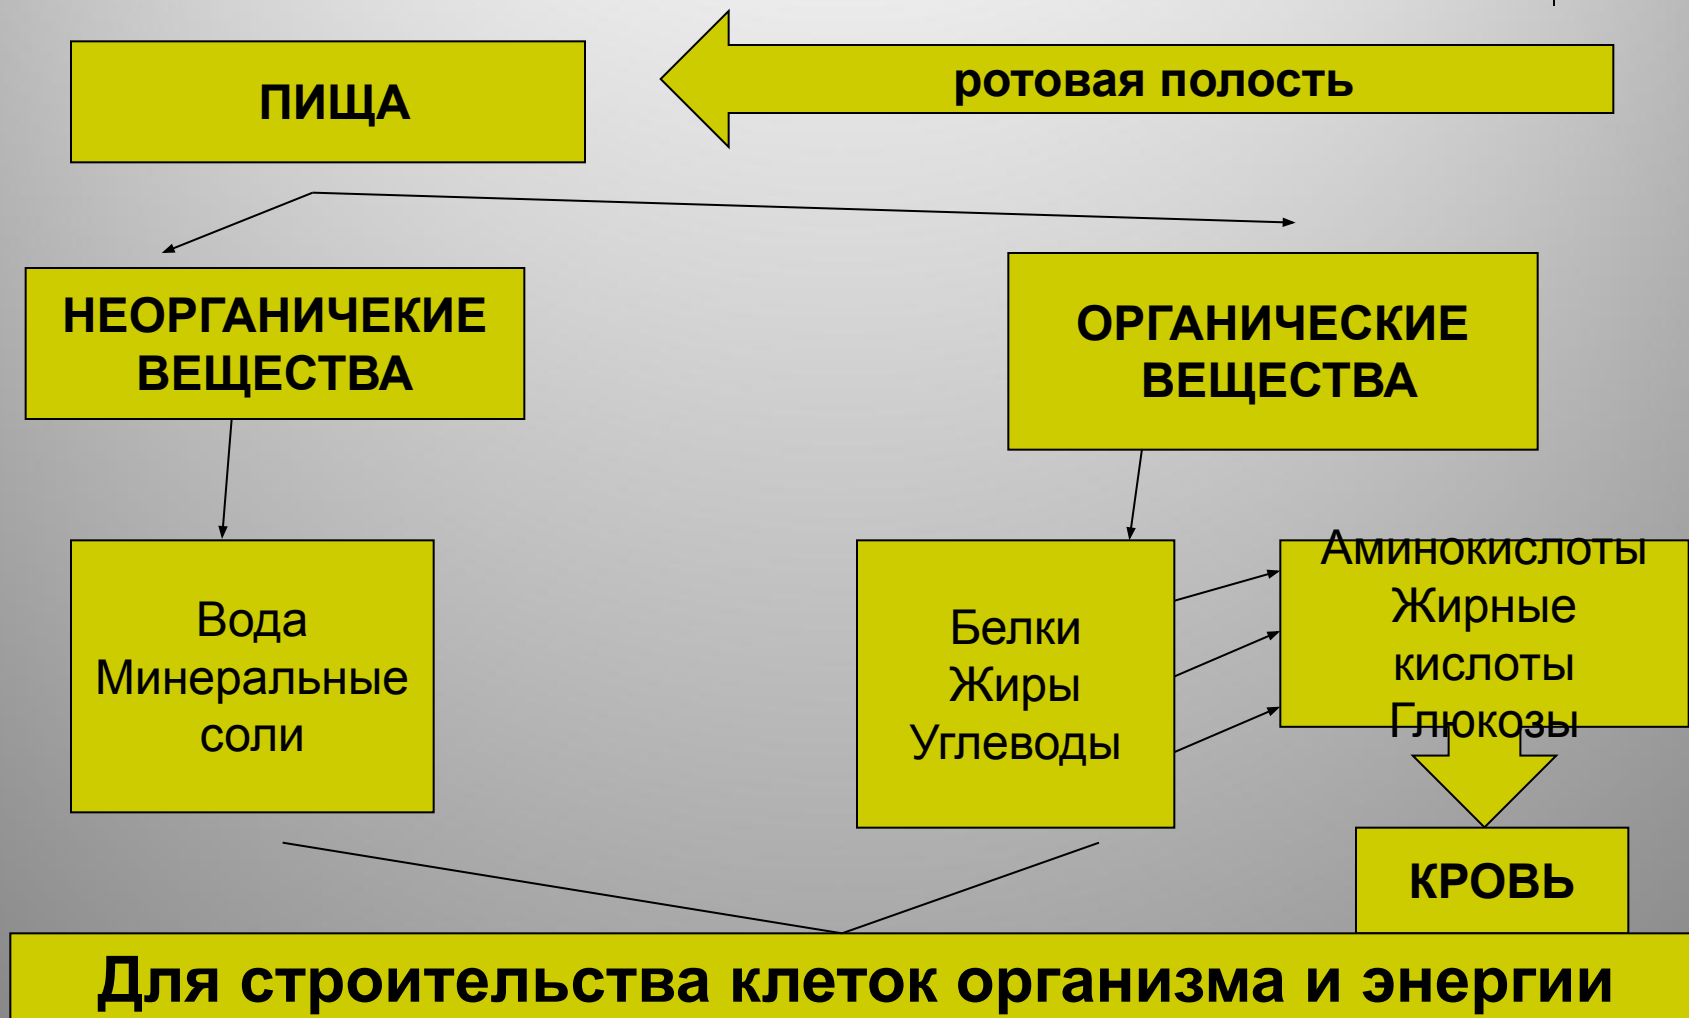 ПИЩА
ротовая полость
НЕОРГАНИЧЕКИЕ
ВЕЩЕСТВА
ОРГАНИЧЕСКИЕ
ВЕЩЕСТВА
Вода
Минеральные
соли
Белки
Жиры
Углеводы
Аминокислоты
Жирные
кислоты
Глюкозы
КРОВЬ
Для строительства клеток организма и энергии